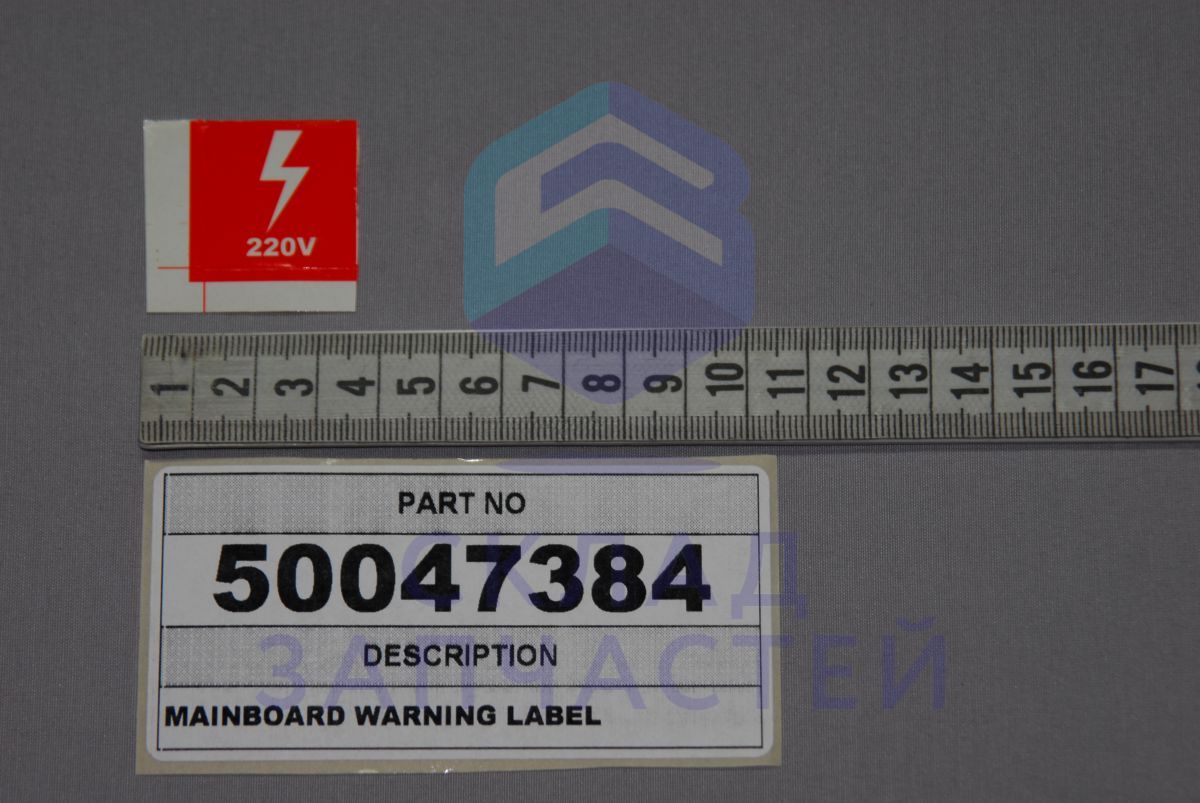 220V
1 2 3 4 5 6 7 8 9 10 11 12 13 14 15 16 17
PART NO
50047384
DESCRIPTION
MAINBOARD WARNING LABEL
СКЛАД
ЗАПЧАСТЕЙ